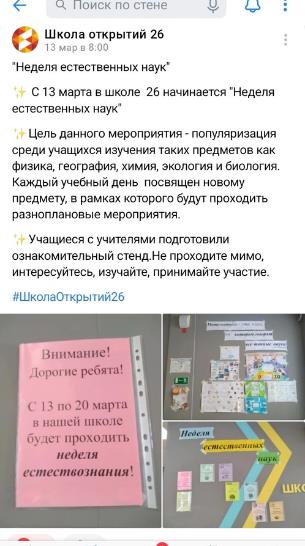 Поиск по стене
Школа открытий 26
13 мар в 8:00
"Неделя естественных наук"
✨ С 13 марта в школе 26 начинается "Неделя
естественных наук"
✨Цель данного мероприятия - популяризация
среди учащихся изучения таких предметов как
физика, география, химия, экология и биология.
Каждый учебный день посвящен новому
предмету, в рамках которого будут проходить
разноплановые мероприятия.
✨Учащиеся с учителями подготовили
ознакомительный стенд.Не проходите мимо,
интересуйтесь, изучайте, принимайте участие.
#ШколаОткрытий26
Внимание!
Дорогие ребята!
С 13 по 20 марта
в нашей школе
будет проходить
неделя
естествознания!
Неделя
естественных
наук